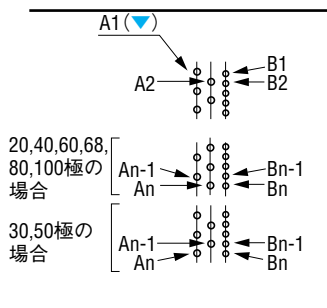 A1(▼)
B1
A2
B2
20,40,60,68,
80,100極の
場合
An-1
Bn-1
An
Bn
30,50極の
場合
An-1
Bn-1
An
Bn